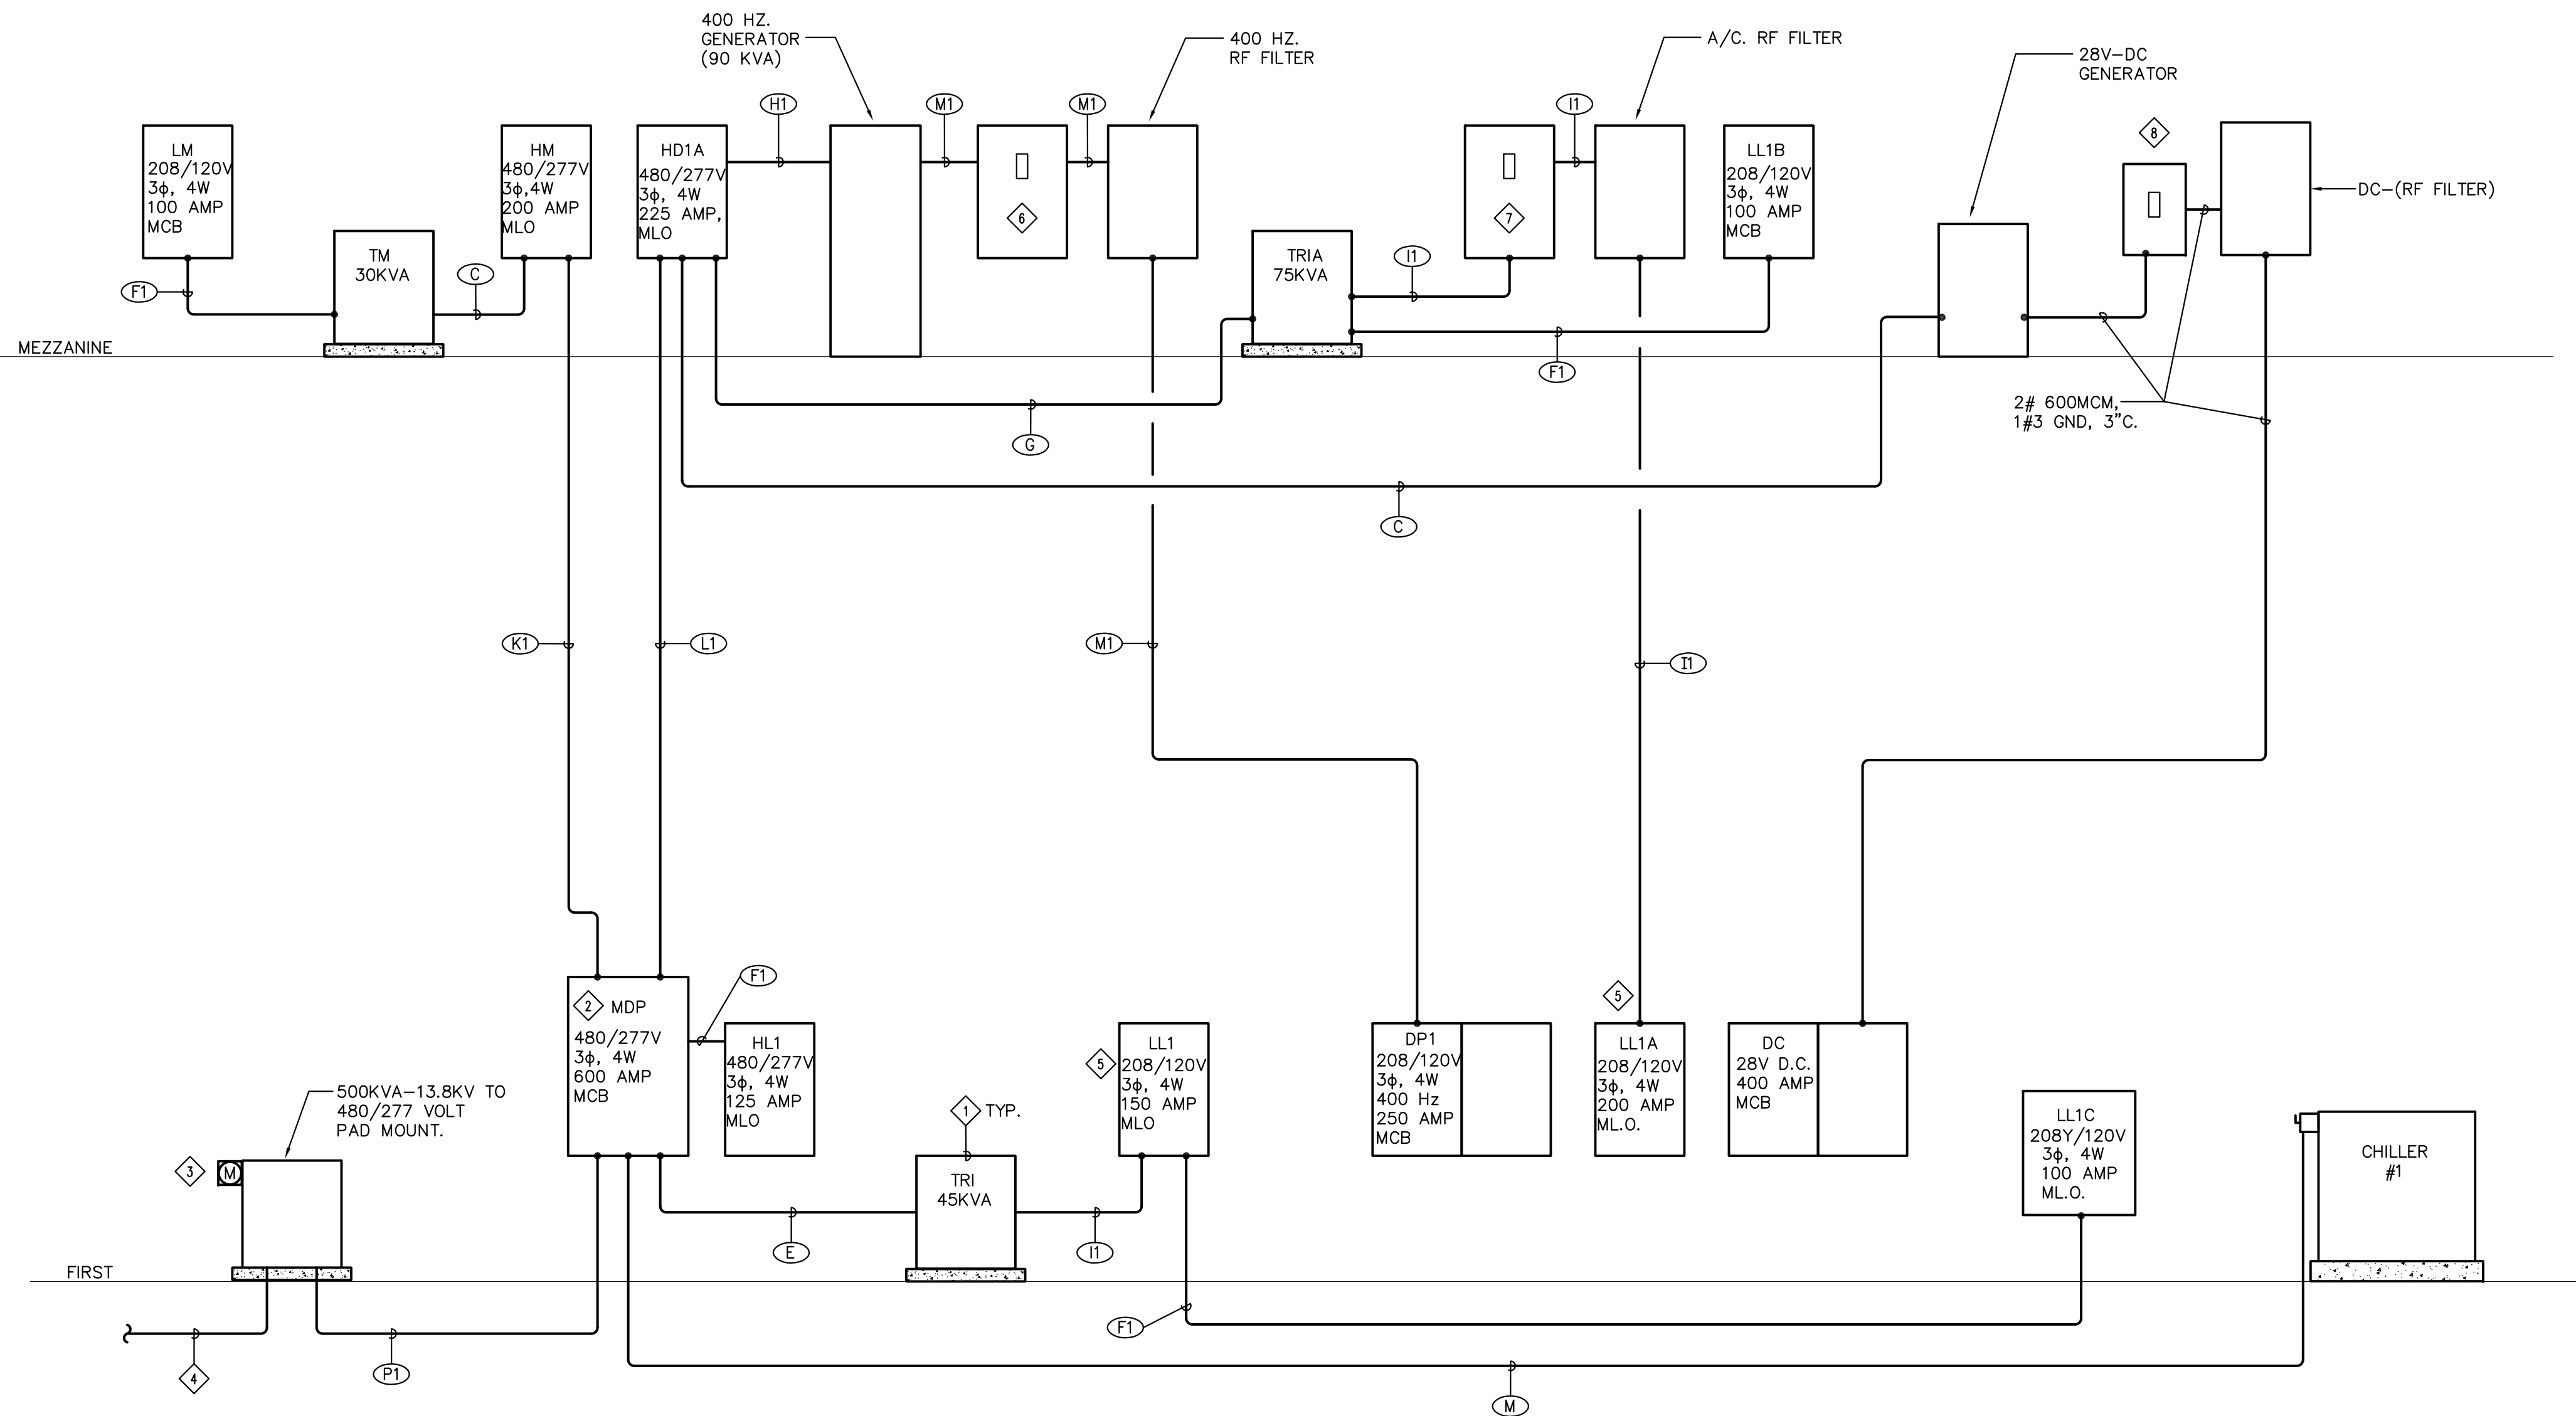 400 HZ.
GENERATOR
(90 KVA)
400 HZ.
RF FILTER
A/C. RF FILTER
28V-DC
GENERATOR
H1
M1
M1
I1
8
LM
208/120V
3ϕ, 4W
100 AMP
MCB
HM
480/277V
3ϕ,4W
200 AMP
MLO
HD1A
480/277V
3ϕ, 4W
225 AMP,
MLO
6
7
LL1B
208/120V
3ϕ, 4W
100 AMP
MCB
DC-(RF FILTER)
TM
30KVA
C
F1
TRIA
75KVA
I1
F1
MEZZANINE
2# 600MCM,
1#3 GND, 3"C.
G
C
K1
L1
M1
I1
F1
2 MDP
480/277V
3ϕ, 4W
600 AMP
MCB
HL1
480/277V
3ϕ, 4W
125 AMP
MLO
1 TYP.
TRI
45KVA
5
LL1
208/120V
3ϕ, 4W
150 AMP
MLO
DP1
208/120V
3ϕ, 4W
400 Hz
250 AMP
MCB
5
LL1A
208/120V
3ϕ, 4W
200 AMP
ML.O.
DC
28V D.C.
400 AMP
MCB
LL1C
208Y/120V
3ϕ, 4W
100 AMP
ML.O.
CHILLER
#1
500KVA-13.8KV TO
480/277 VOLT
PAD MOUNT.
3
M
E
I1
FIRST
F1
4
P1
M